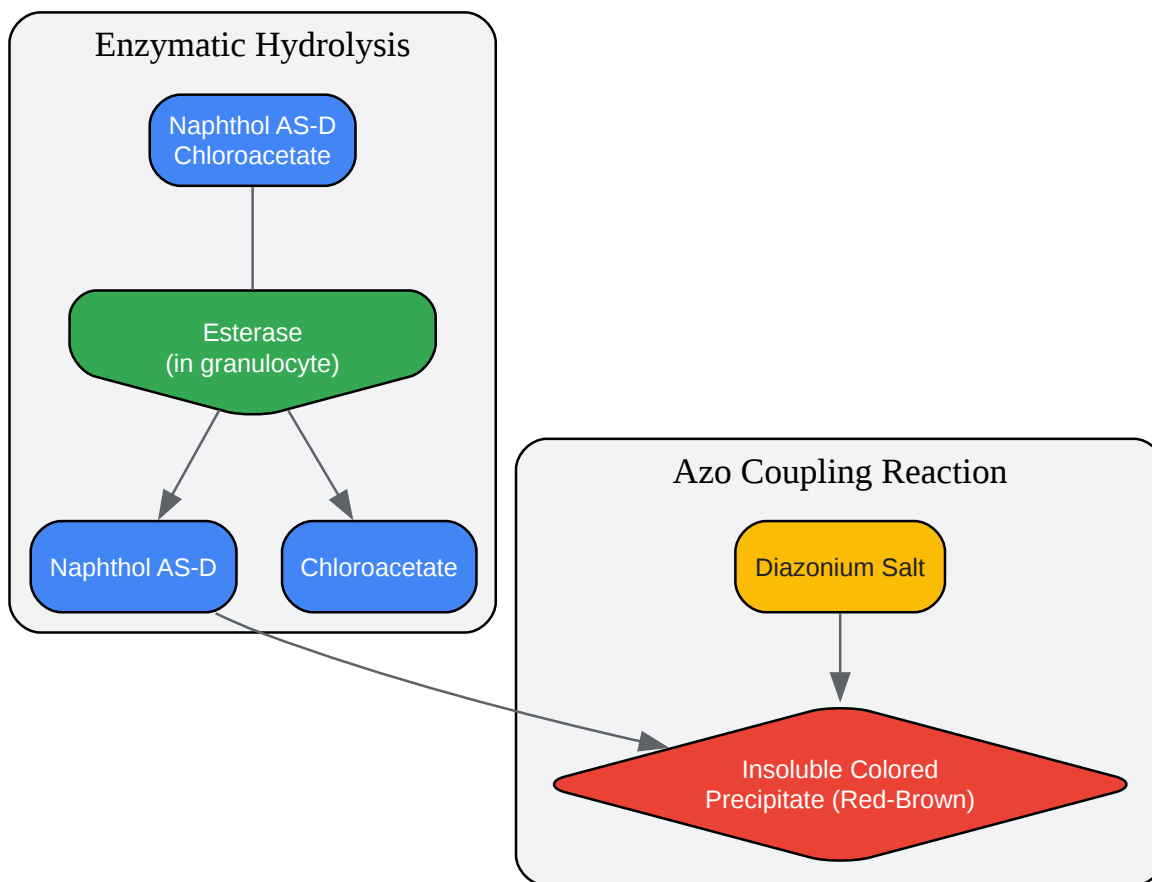 Enzymatic Hydrolysis
Naphthol AS-D
Chloroacetate
Esterase
(in granulocyte)
Naphthol AS-D
Chloroacetate
Azo Coupling Reaction
Diazonium Salt
Insoluble Colored
Precipitate (Red-Brown)